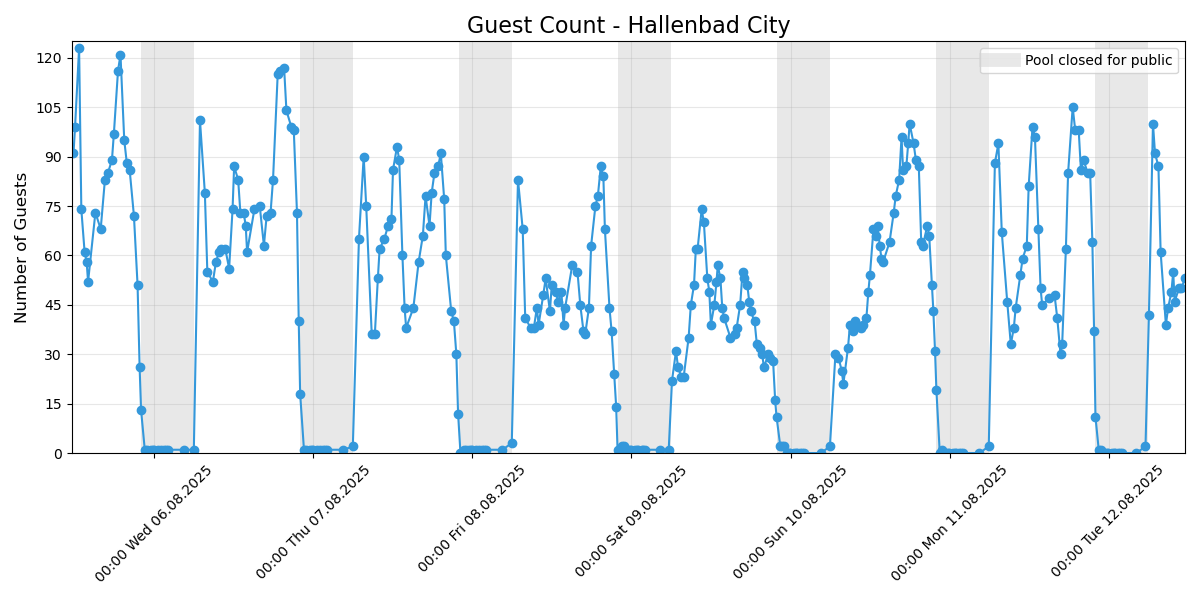 Guest Count - Hallenbad City
Pool closed for public
Number of Guests
120
105
90
75
60
45
30
15
0
00:00 Wed 06.08.2025
00:00 Thu 07.08.2025
00:00 Fri 08.08.2025
00:00 Sat 09.08.2025
00:00 Sun 10.08.2025
00:00 Mon 11.08.2025
00:00 Tue 12.08.2025